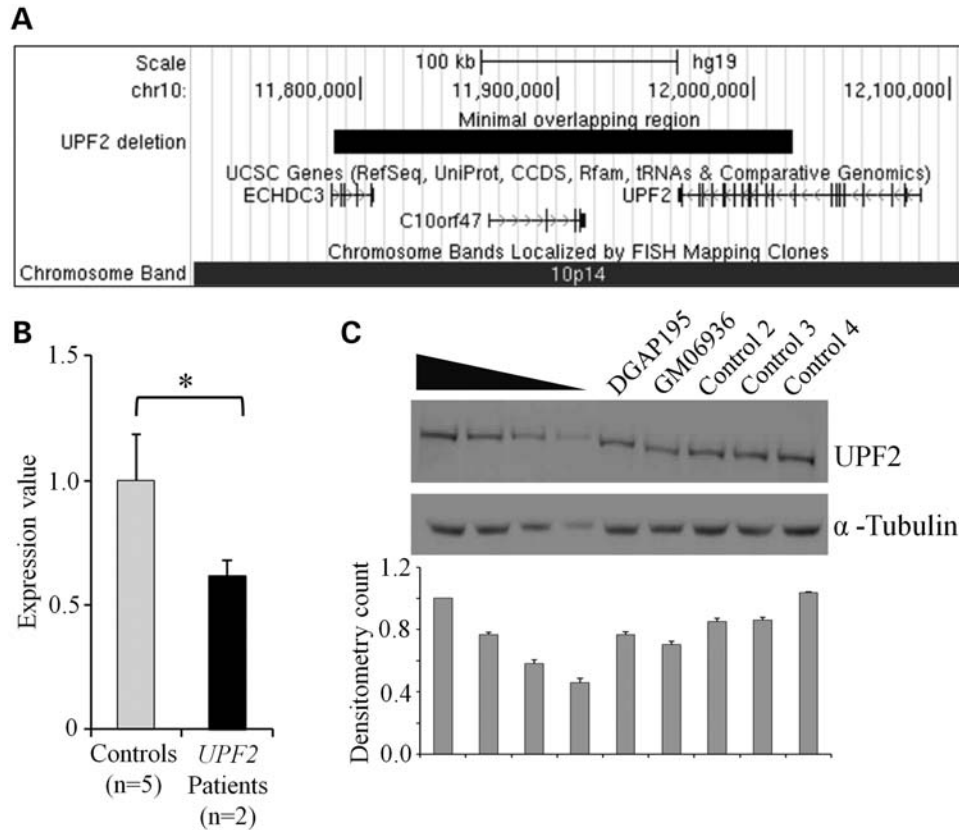 A
Scale 100 kb hg19
chr10: 11,800,000 11,900,000 12,000,000 12,100,000
Minimal overlapping region
UPF2 deletion
UCSC Genes (RefSeq, UniProt, CCDS, Rfam, tRNAs & Comparative Genomics)
ECHDC3 UPF2
C10orf47
Chromosome Bands Localized by FISH Mapping Clones
Chromosome Band 10p14
B
Expression value
1.5
1.0
0.5
0
*
Controls
(n=5)
UPF2
Patients
(n=2)
C
DGAP195
GM06936
Control 2
Control 3
Control 4
UPF2
α -Tubulin
Densitometry count
1.2
0.8
0.4
0.0